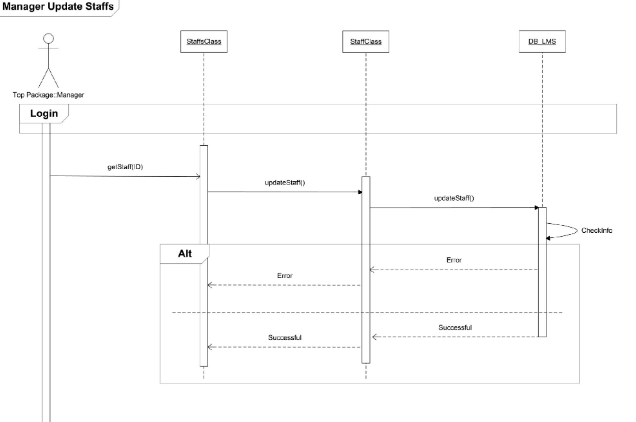 Manager Update Staffs
StaffsClass
StaffClass
DB_LMS
Top Package::Manager
Login
getStaff(ID)
updateStaff()
updateStaff()
CheckInfo
Alt
Error
Error
Successful
Successful